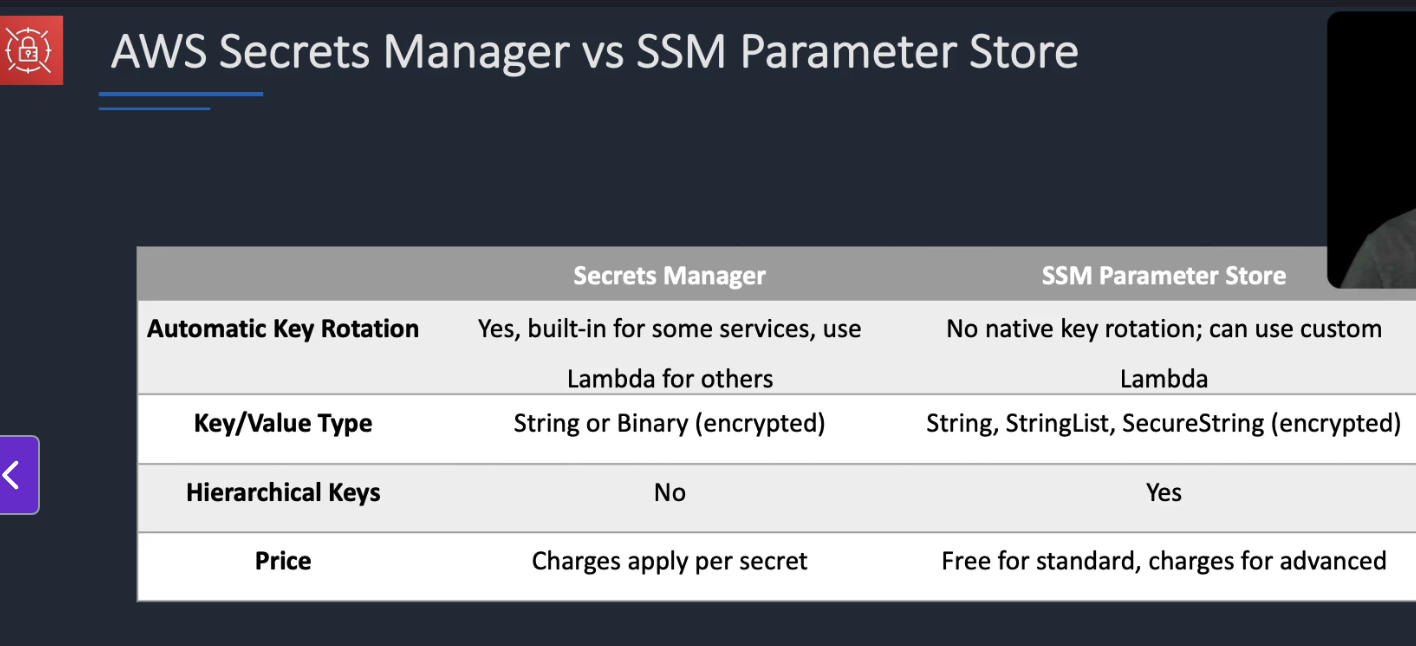 AWS Secrets Manager vs SSM Parameter Store
Secrets Manager SSM Parameter Store
Automatic Key Rotation Yes, built-in for some services, use No native key rotation; can use custom
Lambda for others Lambda
Key/Value Type String or Binary (encrypted) String, StringList, SecureString (encrypted)
Hierarchical Keys No Yes
Price Charges apply per secret Free for standard, charges for advanced